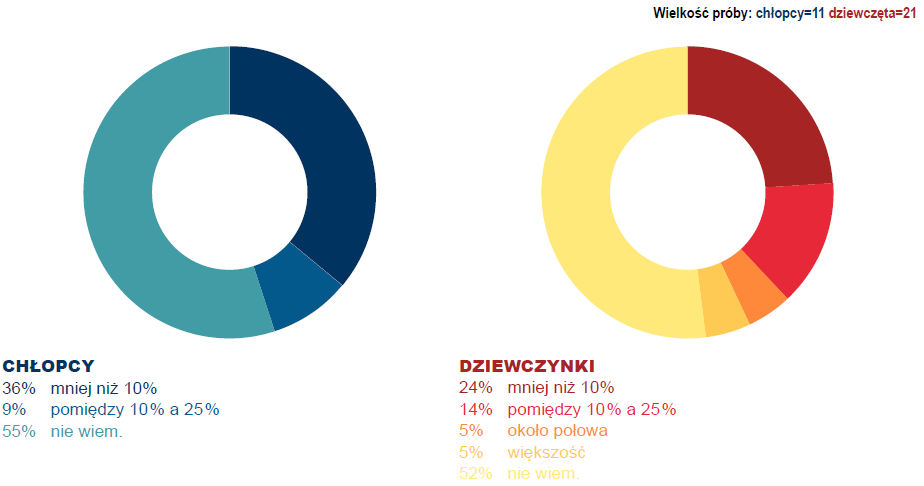 Wielkość próby: chłopcy=11 dziewczęta=21
CHŁOPCY
36% mniej niż 10%
9% pomiędzy 10% a 25%
55% nie wiem.
DZIEWCZYNKI
24% mniej niż 10%
14% pomiędzy 10% a 25%
5% około połowa
5% większość
52% nie wiem.